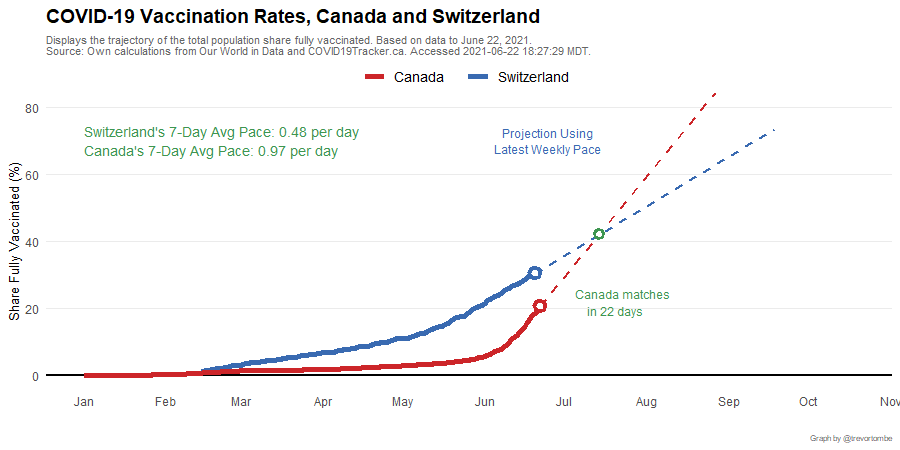 COVID-19 Vaccination Rates, Canada and Switzerland
Displays the trajectory of the total population share fully vaccinated. Based on data to June 22, 2021.
Source: Own calculations from Our World in Data and COVID19Tracker.ca. Accessed 2021-06-22 18:27:29 MDT.
Canada Switzerland
Switzerland's 7-Day Avg Pace: 0.48 per day
Canada's 7-Day Avg Pace: 0.97 per day
Projection Using
Latest Weekly Pace
Canada matches
in 22 days
Share Fully Vaccinated (%)
80
60
40
20
0
Jan Feb Mar Apr May Jun Jul Aug Sep Oct Nov
Graph by @trevortombe